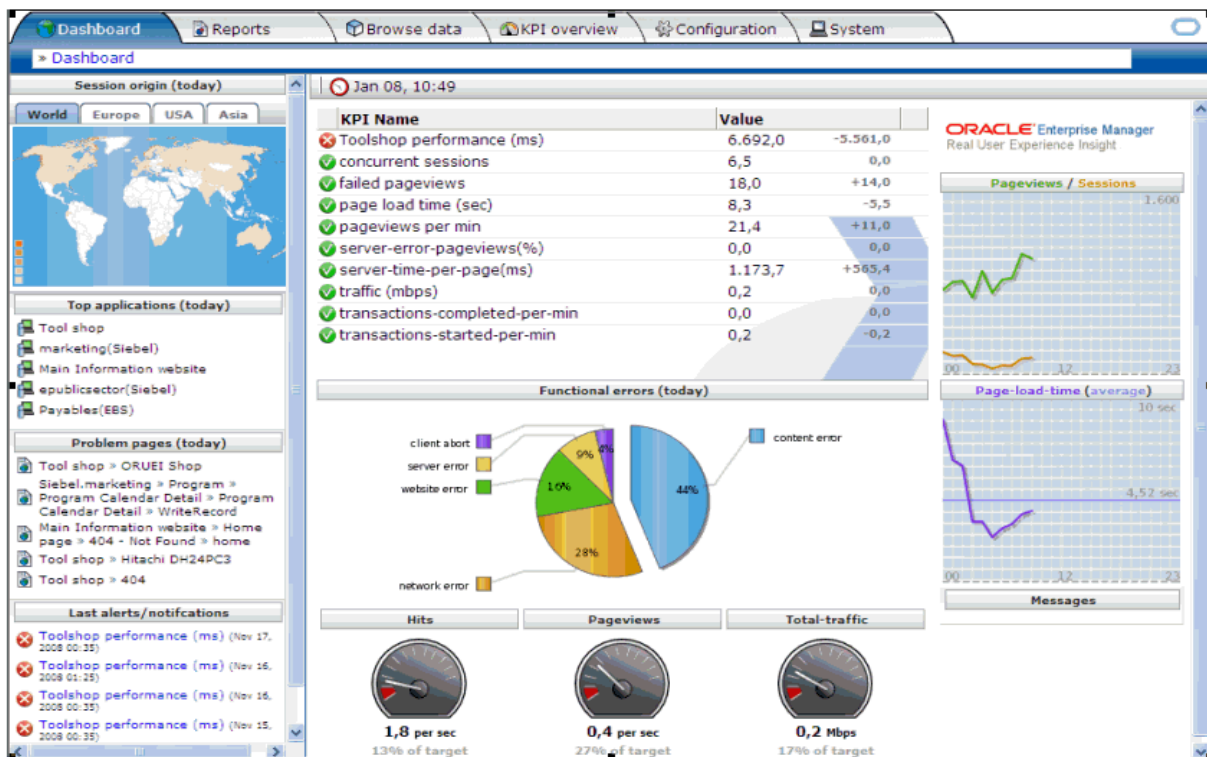 Dashboard
Reports
Browse data
KPI overview
Configuration
System
» Dashboard
Session origin (today)
World
Europe
USA
Asia
Top applications (today)
Tool shop
marketing(Siebel)
Main Information website
epublicsector(Siebel)
Payables(EBS)
Problem pages (today)
Tool shop » ORUEI Shop
Siebel.marketing » Program »
Program Calendar Detail » Program
Calendar Detail » WriteRecord
Main Information website » Home
page » 404 - Not Found » home
Tool shop » Hitachi DH24PC3
Tool shop » 404
Last alerts/notifcations
Toolshop performance (ms) (Nov 17,
2008 00:35)
Toolshop performance (ms) (Nov 16,
2008 01:25)
Toolshop performance (ms) (Nov 16,
2008 00:35)
Toolshop performance (ms) (Nov 15,
2008 00:35)
Jan 08, 10:49
KPI Name Value
Toolshop performance (ms) 6.692,0 -5.561,0
concurrent sessions 6,5 0,0
failed pageviews 18,0 +14,0
page load time (sec) 8,3 -5,5
pageviews per min 21,4 +11,0
server-error-pageviews(%) 0,0 0,0
server-time-per-page(ms) 1.173,7 +565,4
traffic (mbps) 0,2 0,0
transactions-completed-per-min 0,0 0,0
transactions-started-per-min 0,2 -0,2
Functional errors (today)
client abort
server error
website error
network error
content error
4%
9%
16%
28%
44%
Hits
1,8 per sec
13% of target
Pageviews
0,4 per sec
27% of target
Total-traffic
0,2 Mbps
17% of target
ORACLE Enterprise Manager
Real User Experience Insight
Pageviews / Sessions
1.600
00 12 23
Page-load-time (average)
10 sec
4,52 sec
00 12 23
Messages